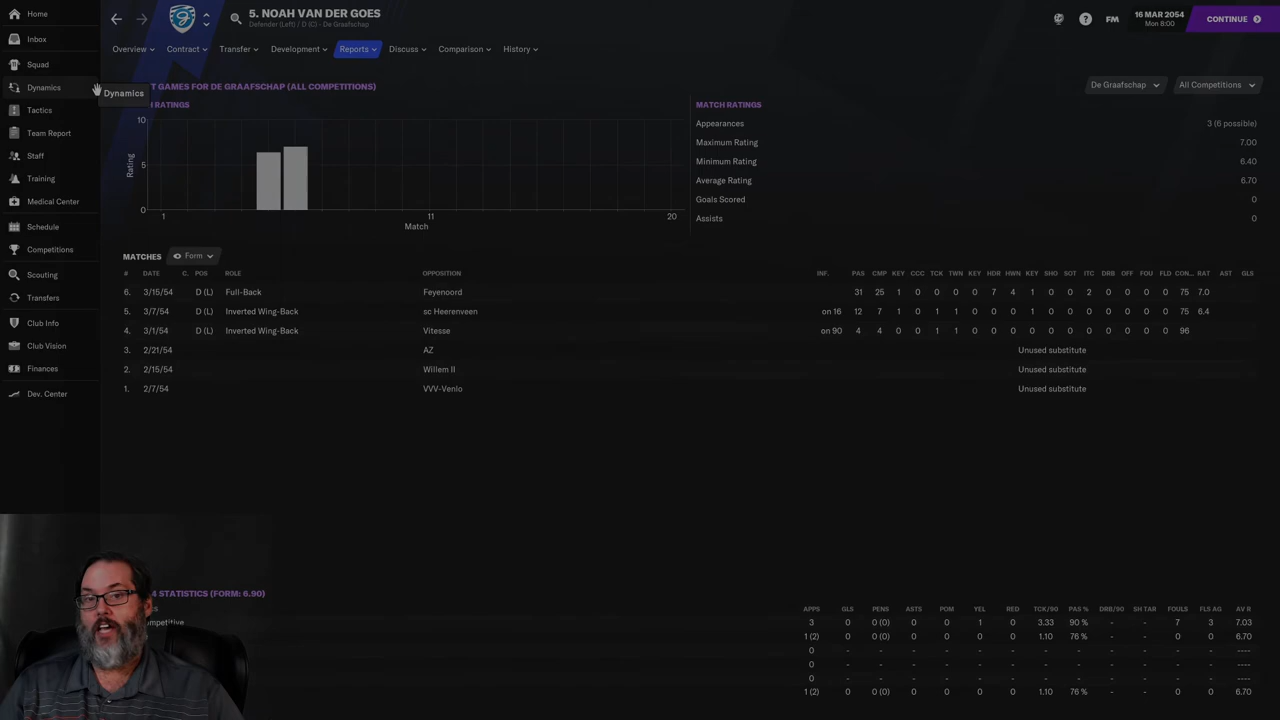 Home
Inbox
Squad
Dynamics
Tactics
Team Report
Staff
Training
Medical Center
Schedule
Competitions
Scouting
Transfers
Club Info
Club Vision
Finances
Dev. Center
Dynamics
5. NOAH VAN DER GOES
Defender (Left) / D (C) - De Graafschap
FM
16 MAR 2054
Mon 8:00
CONTINUE
Overview Contract Transfer Development Reports Discuss Comparison History
T GAMES FOR DE GRAAFSCHAP (ALL COMPETITIONS)
De Graafschap All Competitions
H RATINGS
10
5
0
Rating
1 11 20
Match
MATCH RATINGS
Appearances 3 (6 possible)
Maximum Rating 7.00
Minimum Rating 6.40
Average Rating 6.70
Goals Scored 0
Assists 0
MATCHES Form
# DATE C. POS ROLE OPPOSITION INF. PAS CMP KEY CCC TCK TWN KEY HDR HWN KEY SHO SOT ITC DRB OFF FOU FLD CON... RAT AST GLS
6. 3/15/54 D (L) Full-Back Feyenoord 31 25 1 0 0 0 0 7 4 1 0 0 2 0 0 0 0 75 7.0
5. 3/7/54 D (L) Inverted Wing-Back sc Heerenveen on 16 12 7 1 0 1 1 0 0 0 1 0 0 0 0 0 0 0 75 6.4
4. 3/1/54 D (L) Inverted Wing-Back Vitesse on 90 4 4 0 0 1 1 0 0 0 0 0 0 0 0 0 0 0 96
3. 2/21/54 AZ Unused substitute
2. 2/15/54 Willem II Unused substitute
1. 2/7/54 VVV-Venlo Unused substitute
4 STATISTICS (FORM: 6.90)
APPS GLS PENS ASTS POM YEL RED TCK/90 PAS % DRB/90 SH TAR FOULS FLS AG AV R
ompetitive 3 0 0 (0) 0 0 1 0 3.33 90 % - - 7 3 7.03
1 (2) 0 0 (0) 0 0 0 0 1.10 76 % - - 0 0 6.70
0 - - - - - - - - - - - - ----
0 - - - - - - - - - - - - ----
0 - - - - - - - - - - - - ----
1 (2) 0 0 (0) 0 0 0 0 1.10 76 % - - 0 0 6.70